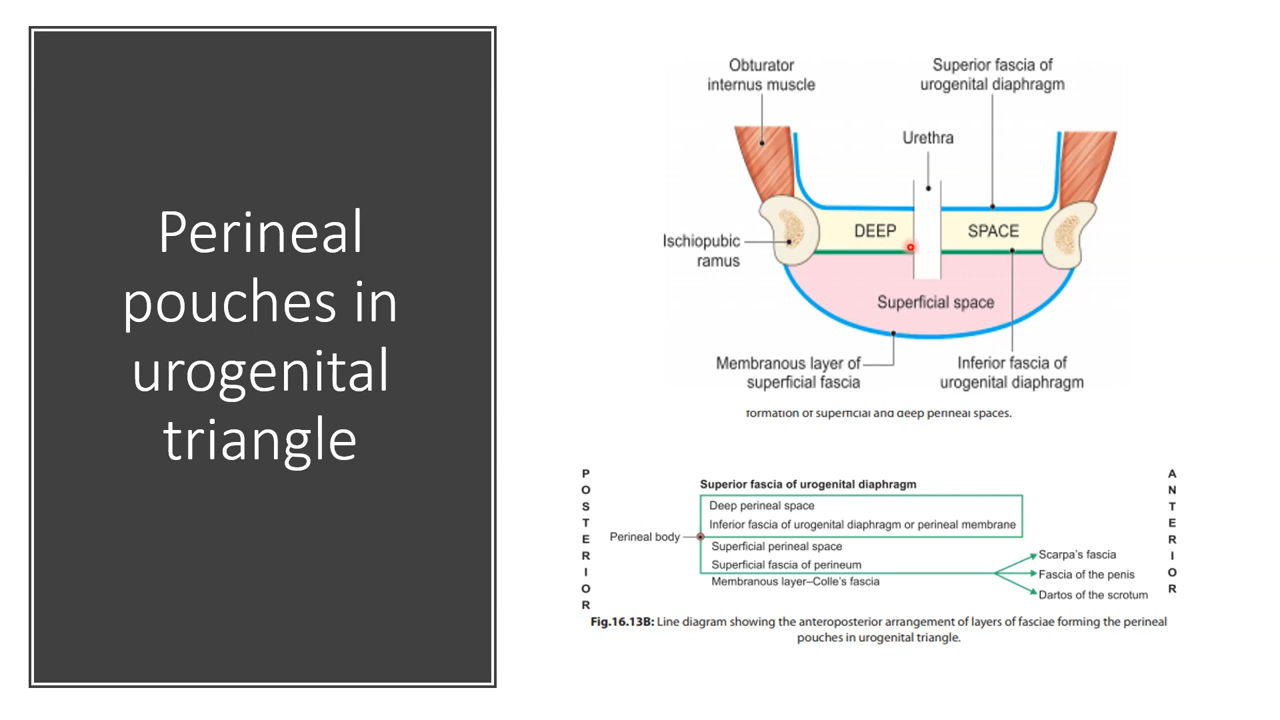 Perineal
pouches in
urogenital
triangle
Obturator
internus muscle
Superior fascia of
urogenital diaphragm
Urethra
DEEP
SPACE
Ischiopubic
ramus
Superficial space
Membranous layer of
superficial fascia
Inferior fascia of
urogenital diaphragm
formation of superficial and deep perineal spaces.
POSTERIOR
ANTERIOR
Superior fascia of urogenital diaphragm
Deep perineal space
Inferior fascia of urogenital diaphragm or perineal membrane
Perineal body
Superficial perineal space
Superficial fascia of perineum
Membranous layer–Colle's fascia
Scarpa's fascia
Fascia of the penis
Dartos of the scrotum
Fig.16.13B: Line diagram showing the anteroposterior arrangement of layers of fasciae forming the perineal
pouches in urogenital triangle.